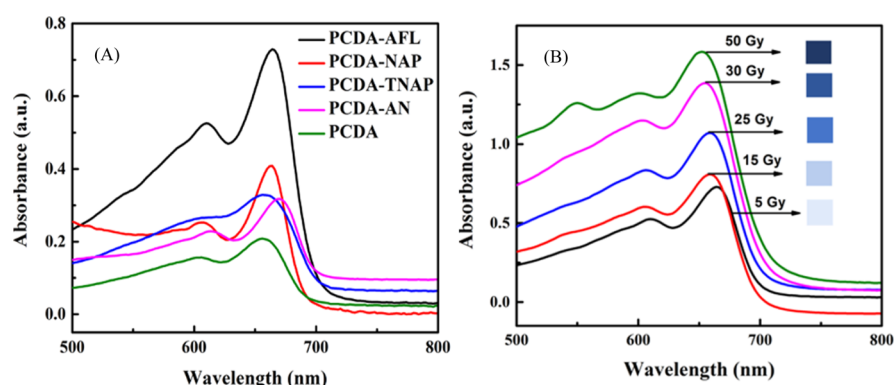 (A)
PCDA-AFL
PCDA-NAP
PCDA-TNAP
PCDA-AN
PCDA
Absorbance (a.u.)
0.8
0.6
0.4
0.2
0.0
500 600 700 800
Wavelength (nm)
(B)
50 Gy
30 Gy
25 Gy
15 Gy
5 Gy
Absorbance (a.u.)
1.5
1.0
0.5
0.0
500 600 700 800
Wavelength (nm)